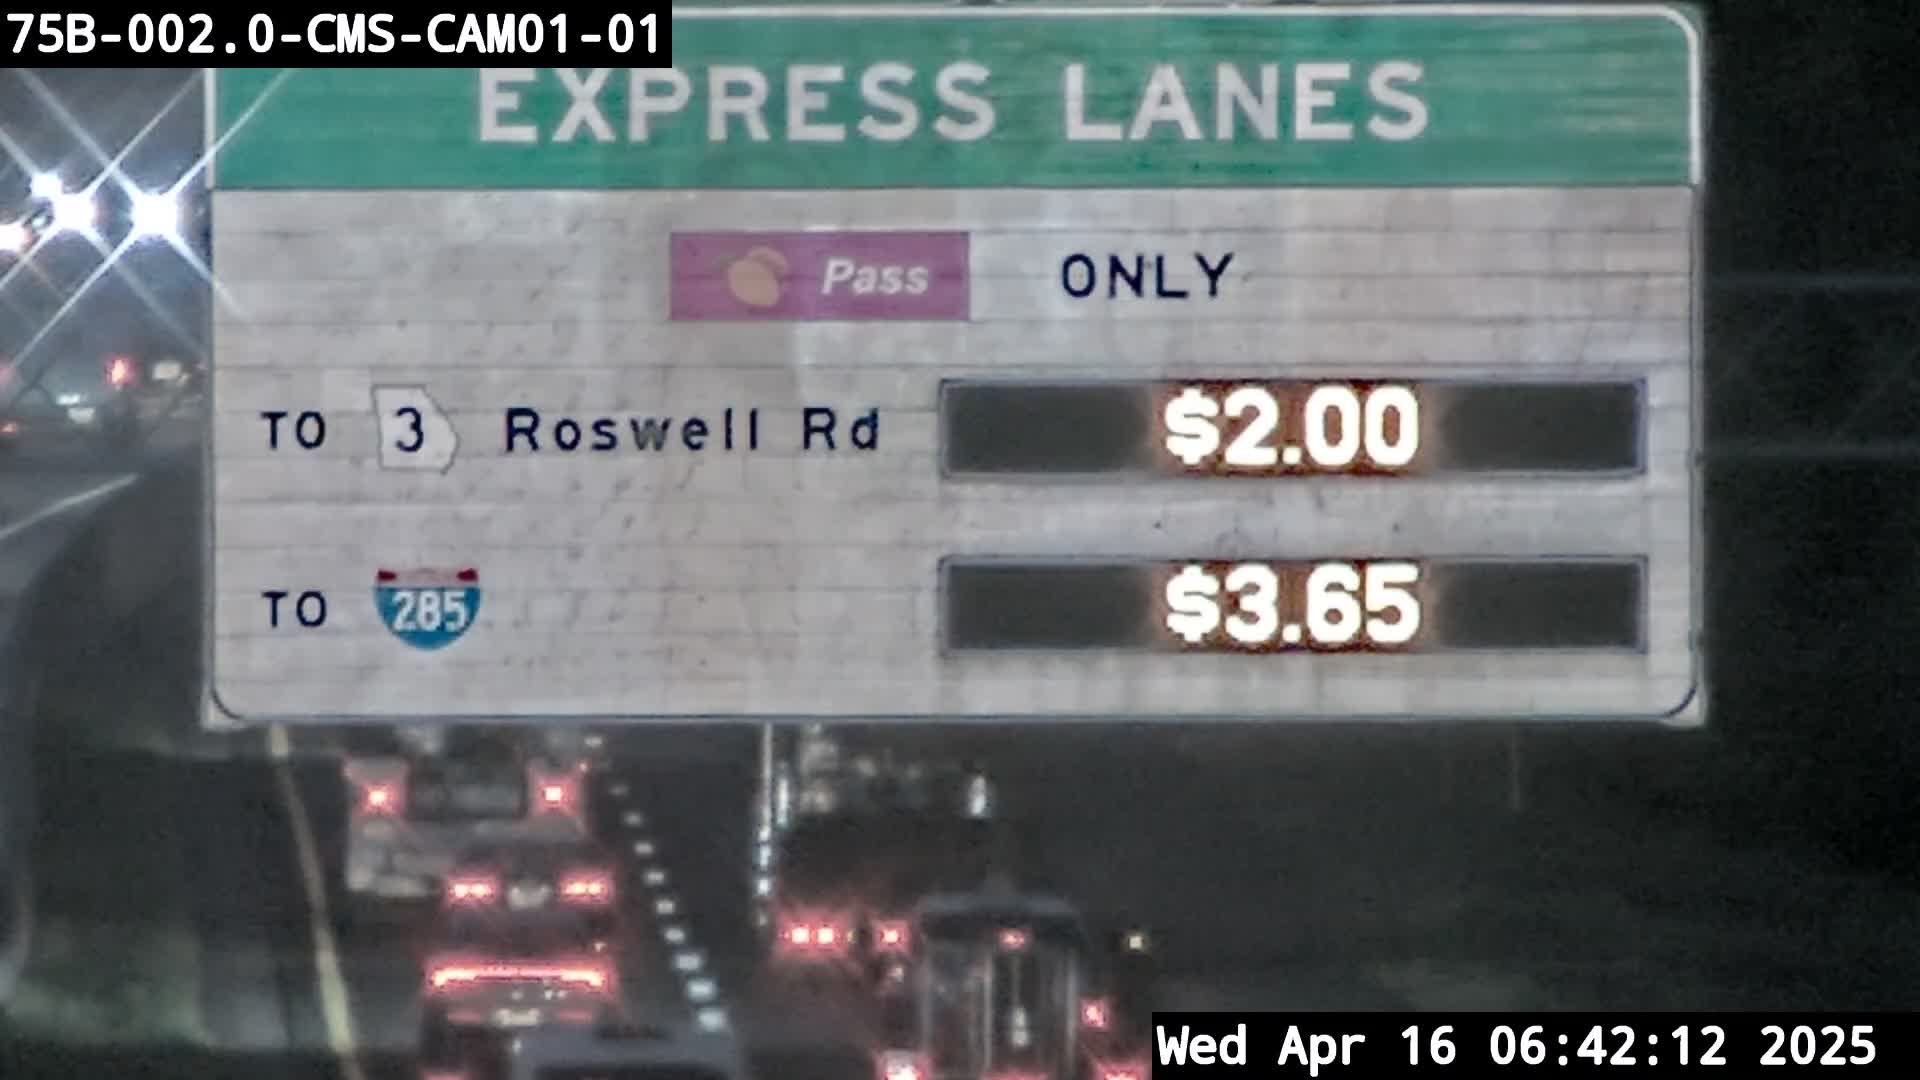 75B-002.0-CMS-CAM01-01
EXPRESS LANES
Pass ONLY
TO 3 Roswell Rd $2.00
TO 285 $3.65
Wed Apr 16 06:42:12 2025